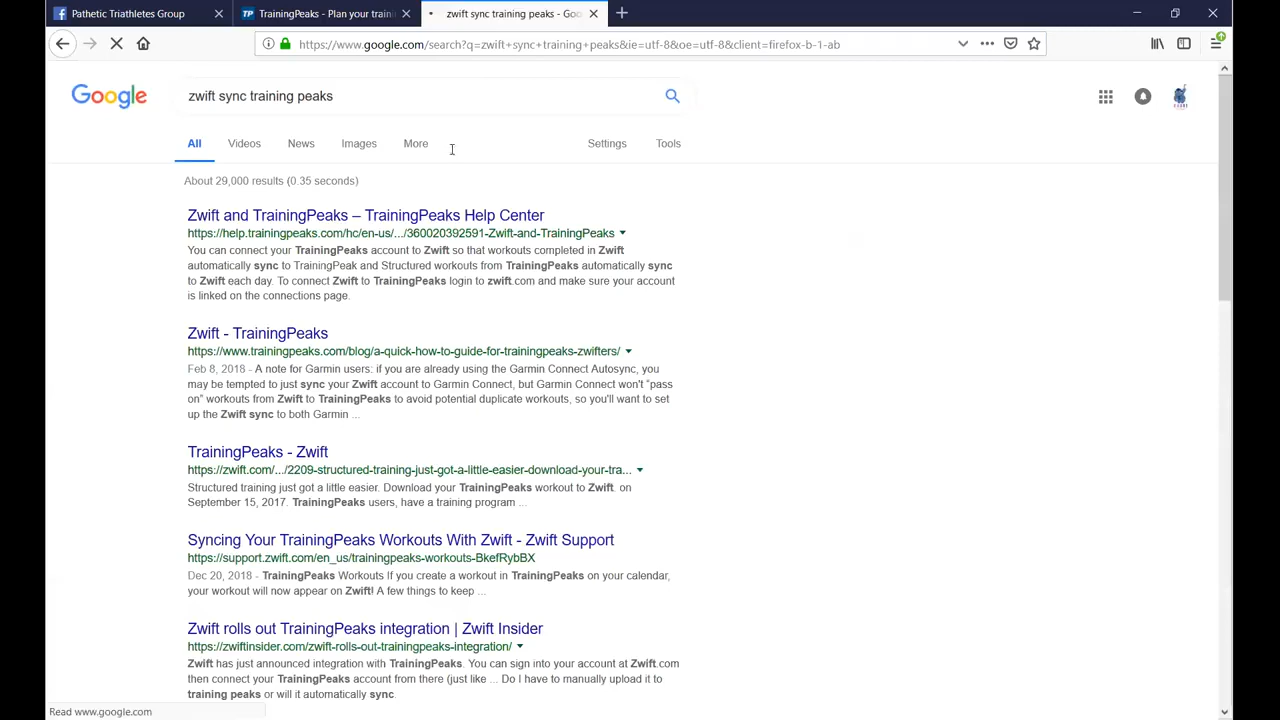 Pathetic Triathletes Group
TrainingPeaks - Plan your traini
zwift sync training peaks - Goo
https://www.google.com/search?q=zwift+sync+training+peaks&ie=utf-8&oe=utf-8&client=firefox-b-1-ab
Google
zwift sync training peaks
All Videos News Images More Settings Tools
About 29,000 results (0.35 seconds)
Zwift and TrainingPeaks – TrainingPeaks Help Center
https://help.trainingpeaks.com/hc/en-us/.../360020392591-Zwift-and-TrainingPeaks
You can connect your TrainingPeaks account to Zwift so that workouts completed in Zwift
automatically sync to TrainingPeak and Structured workouts from TrainingPeaks automatically sync
to Zwift each day. To connect Zwift to TrainingPeaks login to zwift.com and make sure your account
is linked on the connections page.
Zwift - TrainingPeaks
https://www.trainingpeaks.com/blog/a-quick-how-to-guide-for-trainingpeaks-zwifters/
Feb 8, 2018 - A note for Garmin users: if you are already using the Garmin Connect Autosync, you
may be tempted to just sync your Zwift account to Garmin Connect, but Garmin Connect won't “pass
on” workouts from Zwift to TrainingPeaks to avoid potential duplicate workouts, so you'll want to set
up the Zwift sync to both Garmin ...
TrainingPeaks - Zwift
https://zwift.com/.../2209-structured-training-just-got-a-little-easier-download-your-tra...
Structured training just got a little easier. Download your TrainingPeaks workout to Zwift. on
September 15, 2017. TrainingPeaks users, have a training program ...
Syncing Your TrainingPeaks Workouts With Zwift - Zwift Support
https://support.zwift.com/en_us/trainingpeaks-workouts-BkefRybBX
Dec 20, 2018 - TrainingPeaks Workouts If you create a workout in TrainingPeaks on your calendar,
your workout will now appear on Zwift! A few things to keep ...
Zwift rolls out TrainingPeaks integration | Zwift Insider
https://zwiftinsider.com/zwift-rolls-out-trainingpeaks-integration/
Zwift has just announced integration with TrainingPeaks. You can sign into your account at Zwift.com
then connect your TrainingPeaks account from there (just like ... Do I have to manually upload it to
training peaks or will it automatically sync.
Read www.google.com